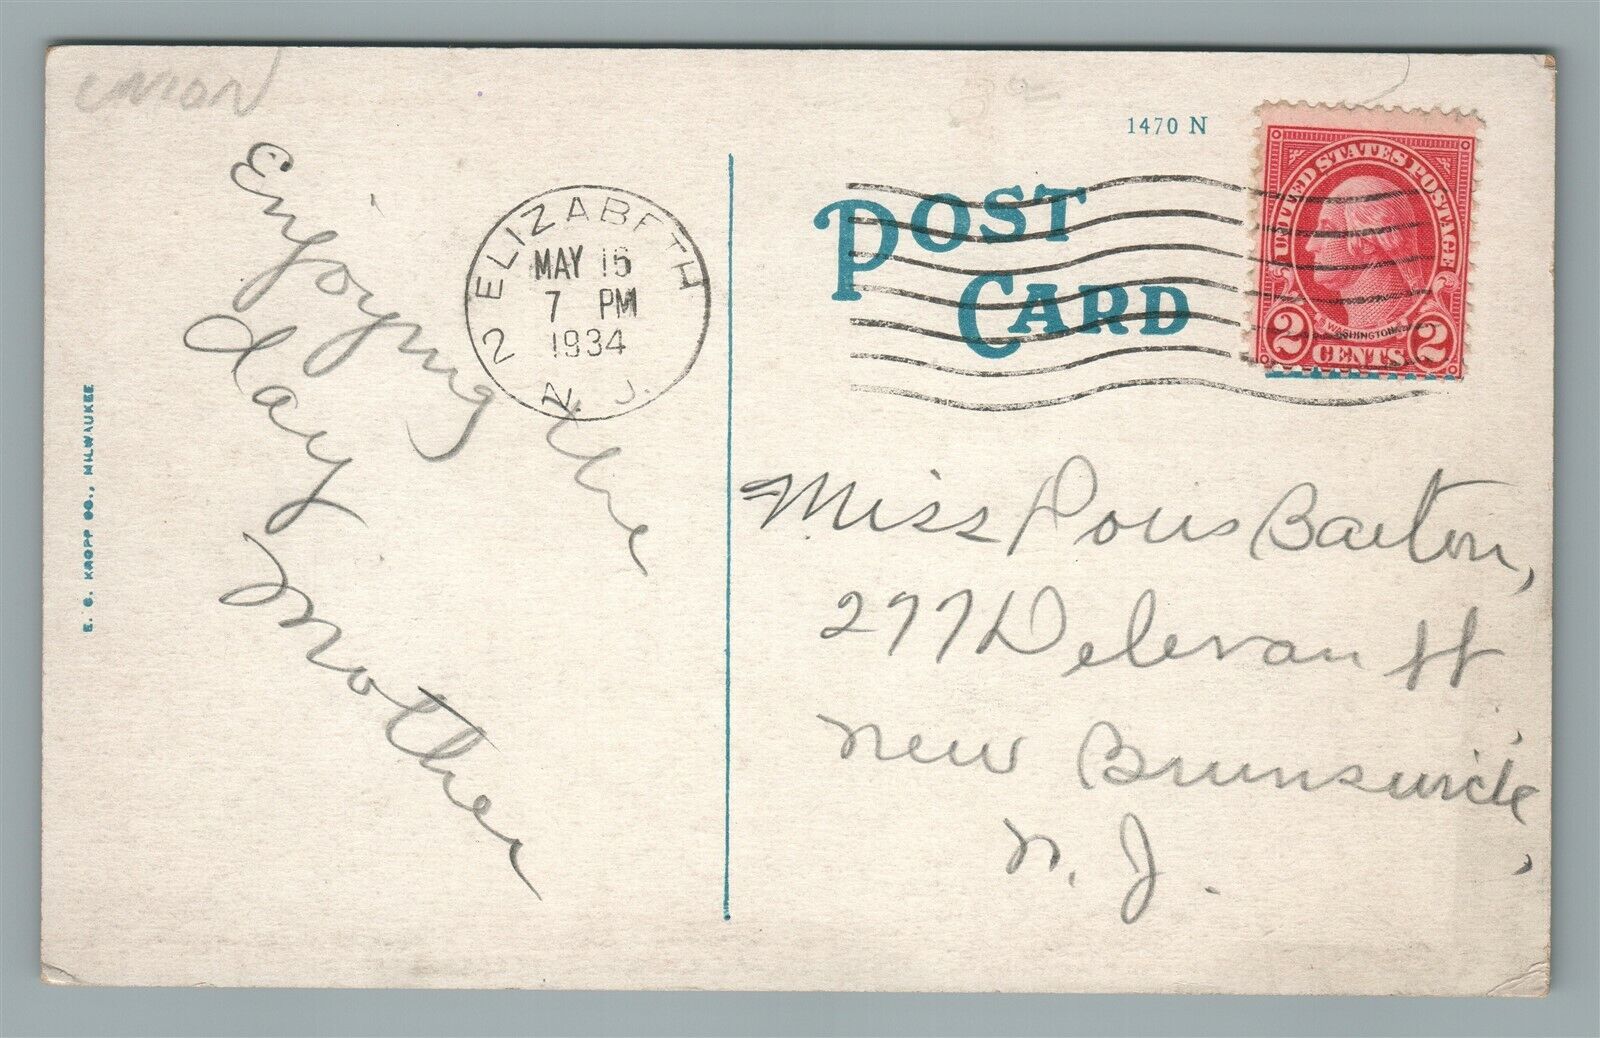 UNION
Enjoying the
day
Mother
E. C. KROPP CO., MILWAUKEE
ELIZABETH 2
MAY 15
7 PM
1934
N. J.
1470 N
POST
CARD
UNITED STATES POSTAGE
WASHINGTON
2 CENTS 2
Miss Doris Barton,
277 Delevan St
New Brunswick,
N. J.